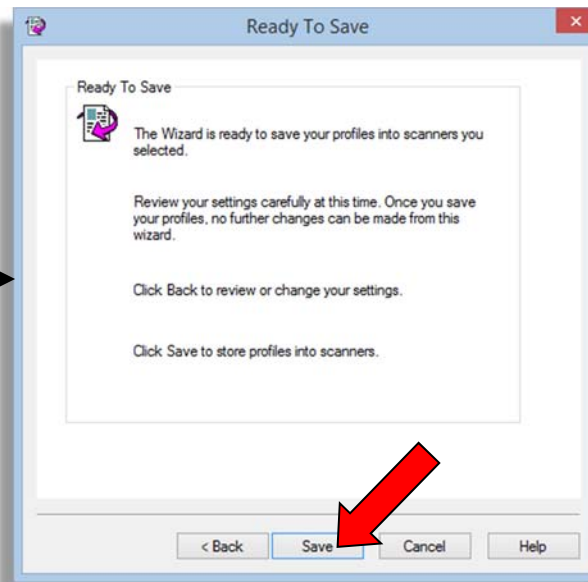 Ready To Save
Ready To Save
The Wizard is ready to save your profiles into scanners you
selected.
Review your settings carefully at this time. Once you save
your profiles, no further changes can be made from this
wizard.
Click Back to review or change your settings.
Click Save to store profiles into scanners.
< Back Save Cancel Help